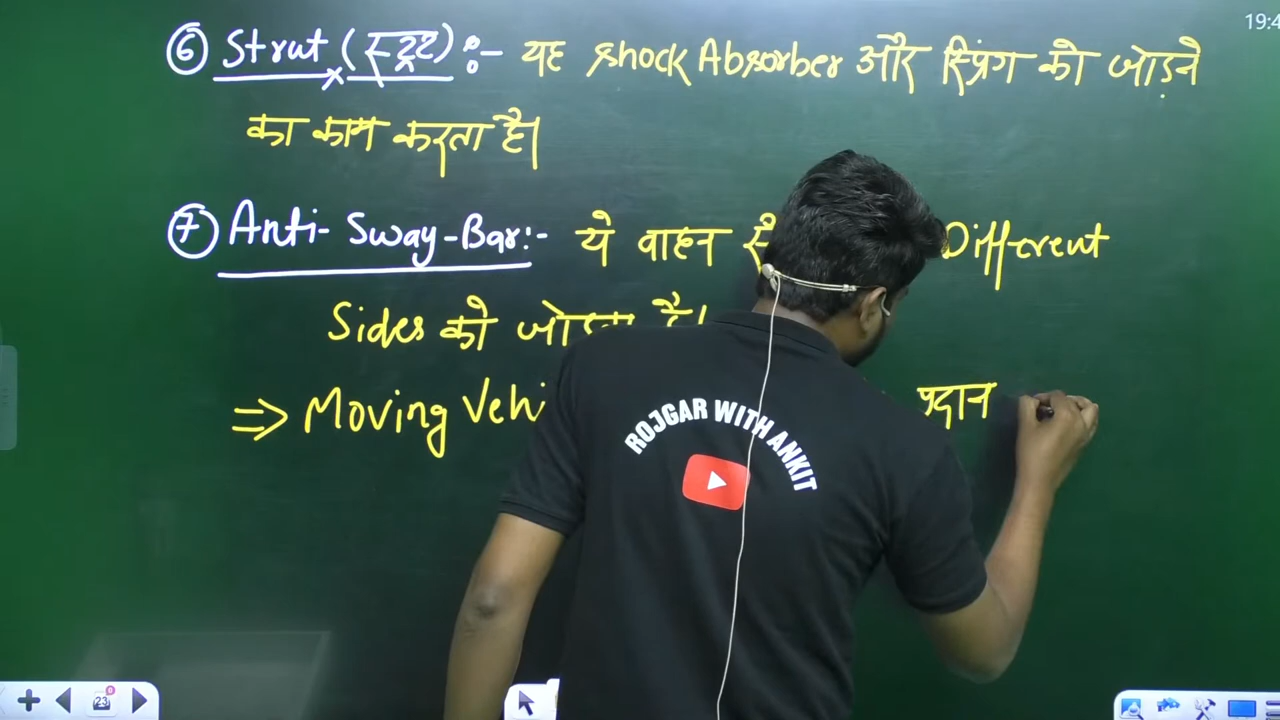 19:4
⑥ Strut (स्ट्रट) :- यह shock Absorber और स्प्रिंग को जोड़ने
का काम करता है।
⑦ Anti-Sway-Bar:- ये वाहन Different
Sides को जोड़ता है।
⇒ Moving Vehi प्रदान
ROJGAR WITH ANKIT
23